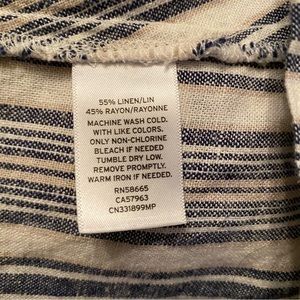 55% LINEN/LIN
45% RAYON/RAYONNE
MACHINE WASH COLD.
WITH LIKE COLORS.
ONLY NON-CHLORINE
BLEACH IF NEEDED
TUMBLE DRY LOW.
REMOVE PROMPTLY.
WARM IRON IF NEEDED.
RN58665
CA57963
CN331899MP